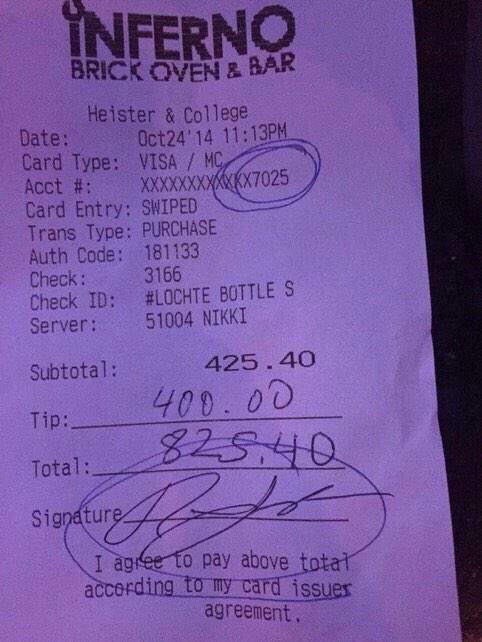 INFERNO
BRICK OVEN & BAR
Heister & College
Date: Oct24'14 11:13PM
Card Type: VISA / MC
Acct #: XXXXXXXXXXXX7025
Card Entry: SWIPED
Trans Type: PURCHASE
Auth Code: 181133
Check: 3166
Check ID: #LOCHTE BOTTLE S
Server: 51004 NIKKI
Subtotal: 425.40
Tip: 400.00
Total: 825.40
Signature
I agree to pay above total
according to my card issuer
agreement.